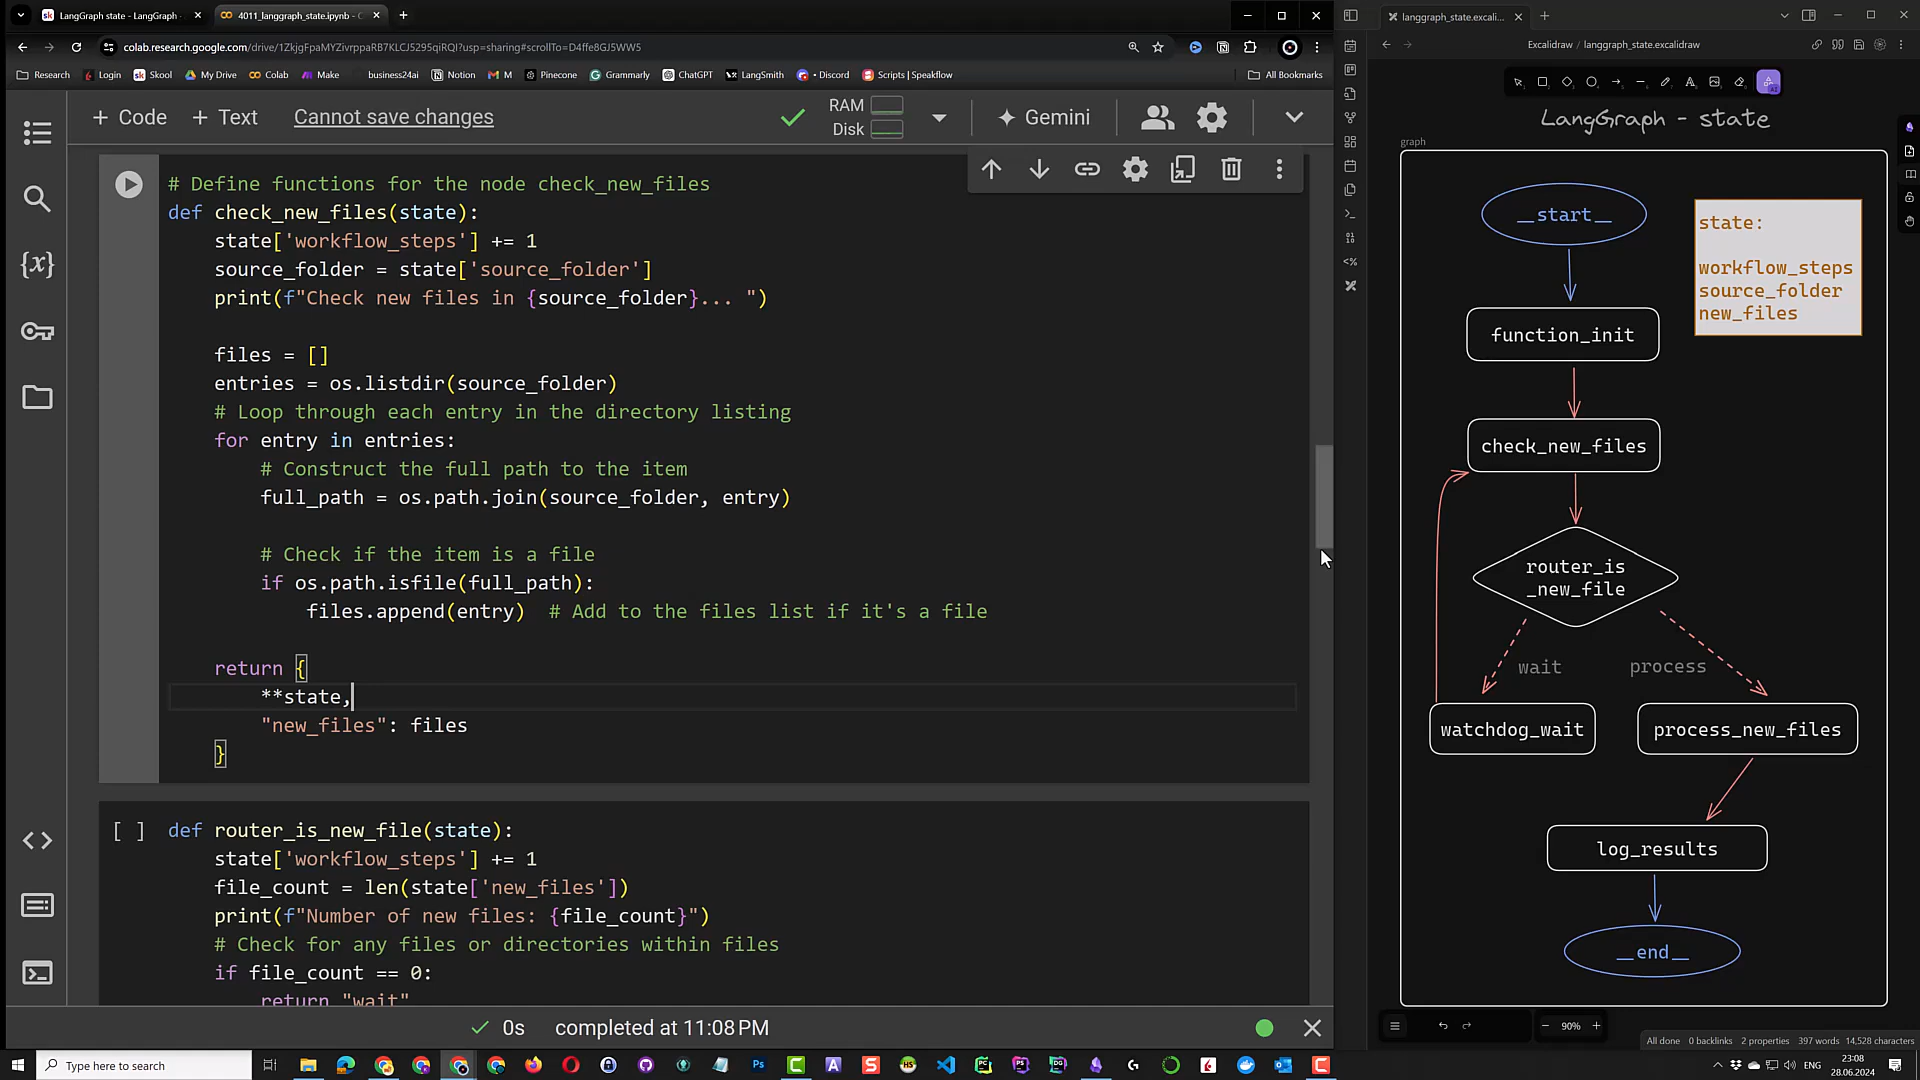 LangGraph state - LangGraph -
4011_langgraph_state.ipynb - C
colab.research.google.com/drive/1ZkjgFpaMYZivrppaRB7KLCJ5295qiRQI?usp=sharing#scrollTo=D4ffe8GJ5WW5
Research
Login
Skool
My Drive
Colab
Make
business24ai
Notion
M
Pinecone
Grammarly
ChatGPT
LangSmith
Discord
Scripts | Speakflow
All Bookmarks
+ Code
+ Text
Cannot save changes
RAM
Disk
Gemini
# Define functions for the node check_new_files
def check_new_files(state):
state['workflow_steps'] += 1
source_folder = state['source_folder']
print(f"Check new files in {source_folder}... ")
files = []
entries = os.listdir(source_folder)
# Loop through each entry in the directory listing
for entry in entries:
# Construct the full path to the item
full_path = os.path.join(source_folder, entry)
# Check if the item is a file
if os.path.isfile(full_path):
files.append(entry)  # Add to the files list if it's a file
return {
**state,
"new_files": files
}
[ ]
def router_is_new_file(state):
state['workflow_steps'] += 1
file_count = len(state['new_files'])
print(f"Number of new files: {file_count}")
# Check for any files or directories within files
if file_count == 0:
return "wait"
0s
completed at 11:08 PM
langgraph_state.excali...
Excalidraw / langgraph_state.excalidraw
LangGraph - state
graph
__start__
state:
workflow_steps
source_folder
new_files
function_init
check_new_files
router_is
_new_file
wait
process
watchdog_wait
process_new_files
log_results
__end__
90%
All done
0 backlinks
2 properties
397 words
14,528 characters
Type here to search
ENG
23:08
28.06.2024